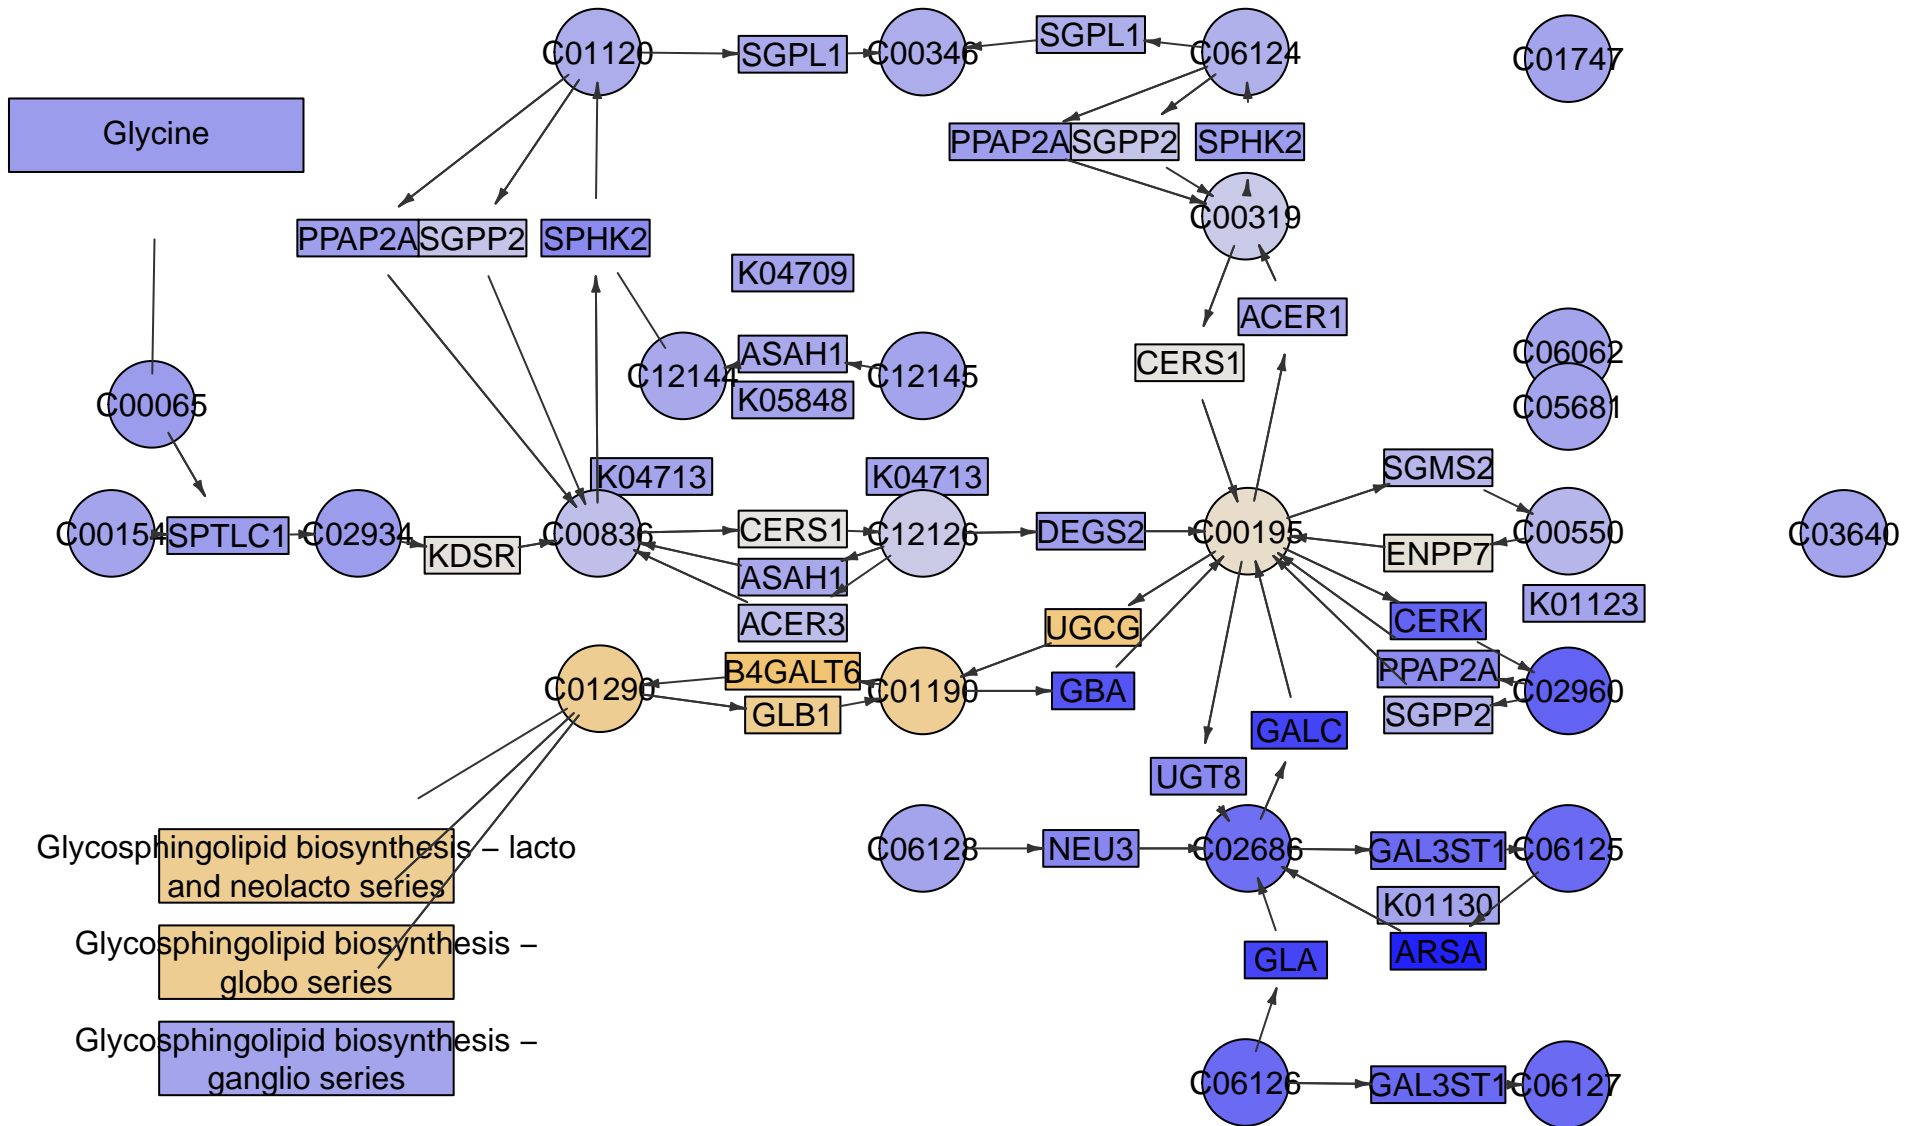 C01120
SGPL1
C00346
SGPL1
C06124
C01747
Glycine
PPAP2A
SGPP2
SPHK2
C00319
PPAP2A
SGPP2
SPHK2
K04709
ACER1
C06062
ASAH1
CERS1
C12144
C12145
K05848
C00065
C05681
K04713
K04713
SGMS2
C00154
SPTLC1
C02934
KDSR
C00836
CERS1
C12126
DEGS2
C00195
C00550
C03640
ENPP7
ASAH1
K01123
ACER3
UGCG
CERK
B4GALT6
PPAP2A
C01290
C01190
GBA
C02960
GLB1
SGPP2
GALC
UGT8
Glycosphingolipid biosynthesis – lacto
and neolacto series
C06128
NEU3
C02686
GAL3ST1
C06125
K01130
Glycosphingolipid biosynthesis –
globo series
GLA
ARSA
Glycosphingolipid biosynthesis –
ganglio series
C06126
GAL3ST1
C06127